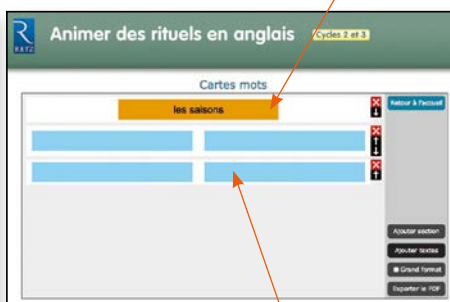 RETZ
Animer des rituels en anglais
Cycles 2 et 3
Cartes mots
les saisons
Retour à l'accueil
Ajouter section
Ajouter textes
Grand format
Exporter le PDF